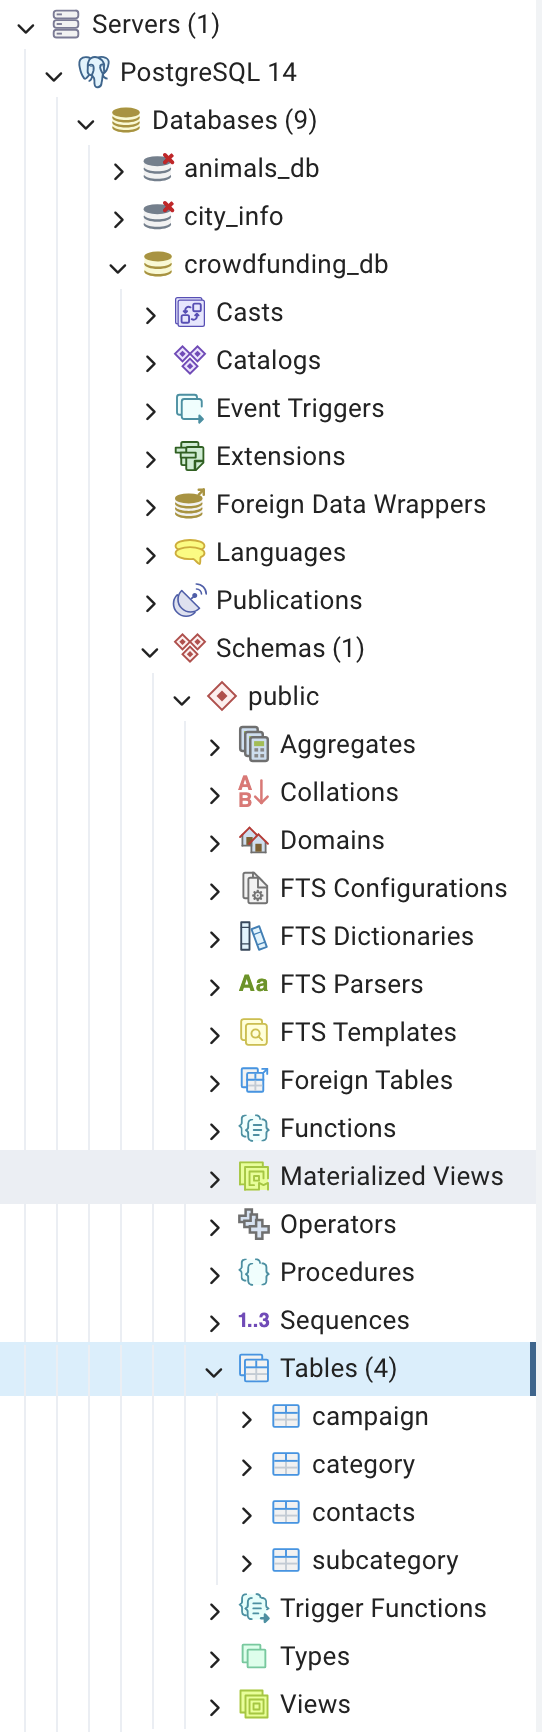 Servers (1)
PostgreSQL 14
Databases (9)
animals_db
city_info
crowdfunding_db
Casts
Catalogs
Event Triggers
Extensions
Foreign Data Wrappers
Languages
Publications
Schemas (1)
public
Aggregates
A
B
Collations
Domains
FTS Configurations
FTS Dictionaries
Aa FTS Parsers
FTS Templates
Foreign Tables
Functions
Materialized Views
Operators
Procedures
1..3 Sequences
Tables (4)
campaign
category
contacts
subcategory
Trigger Functions
Types
Views